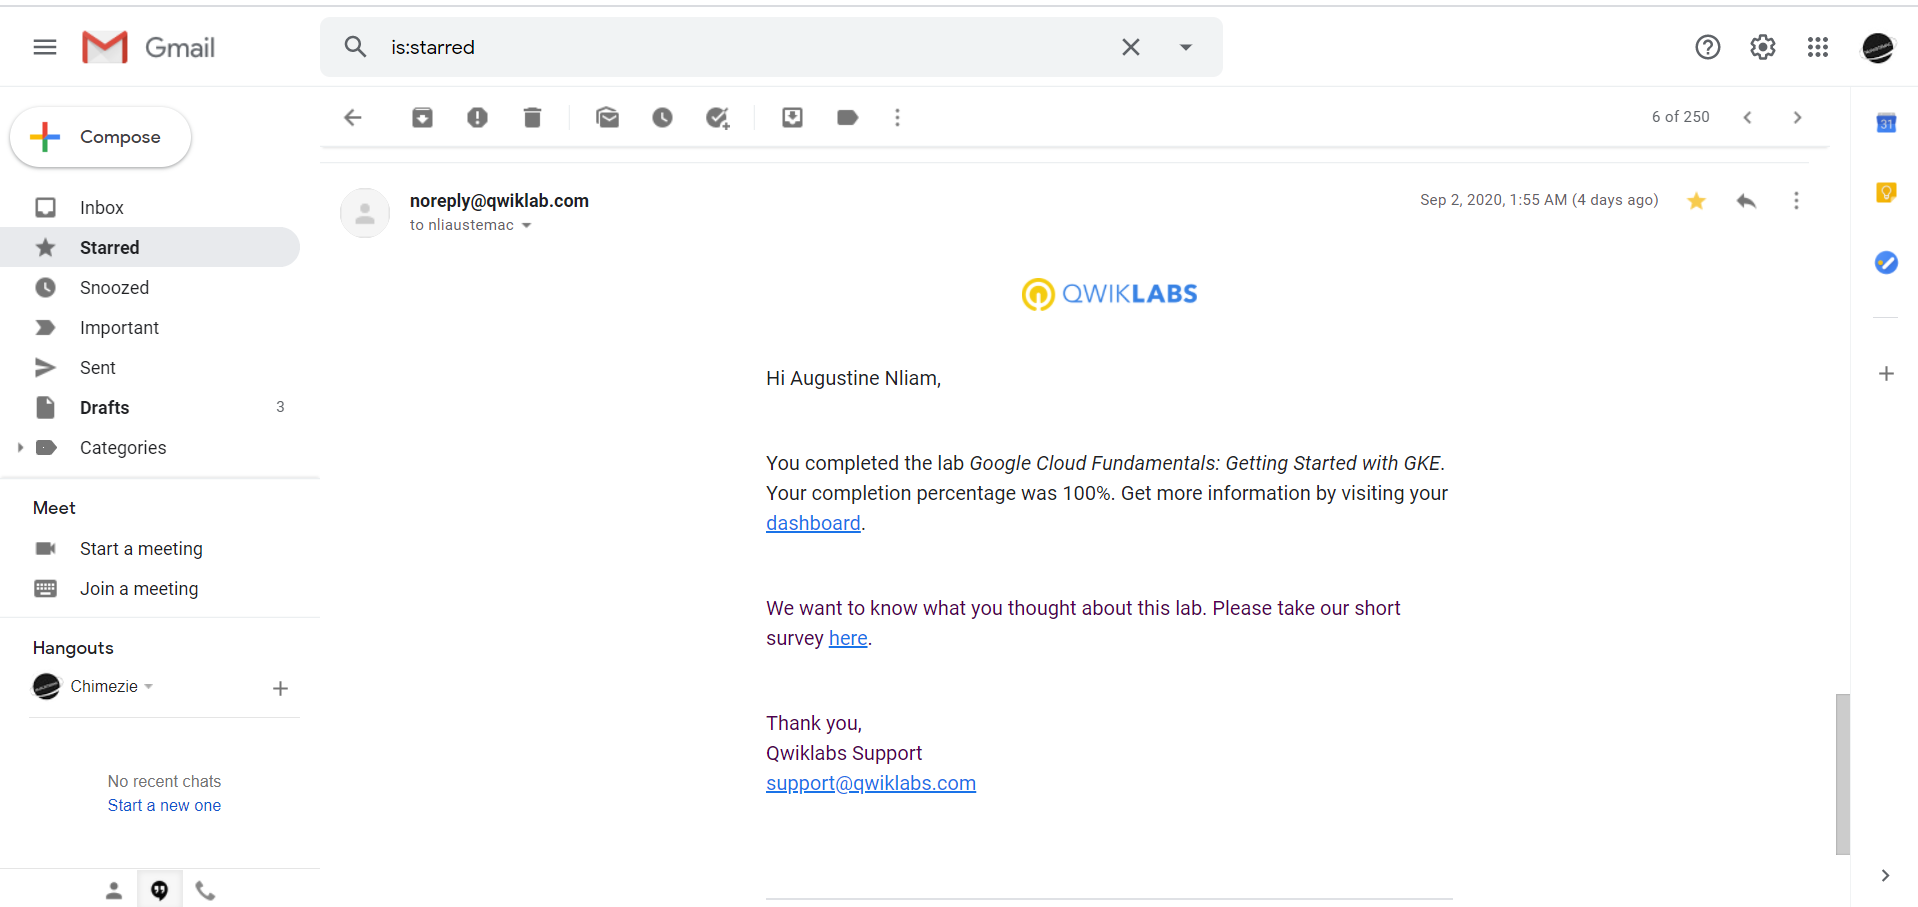 Gmail
is:starred
Compose
6 of 250
31
Inbox
Starred
Snoozed
Important
Sent
Drafts 3
Categories
Meet
Start a meeting
Join a meeting
Hangouts
Chimezie
No recent chats
Start a new one
noreply@qwiklab.com
Sep 2, 2020, 1:55 AM (4 days ago)
to nliaustemac
QWIKLABS
Hi Augustine Nliam,
You completed the lab Google Cloud Fundamentals: Getting Started with GKE.
Your completion percentage was 100%. Get more information by visiting your
dashboard.
We want to know what you thought about this lab. Please take our short
survey here.
Thank you,
Qwiklabs Support
support@qwiklabs.com